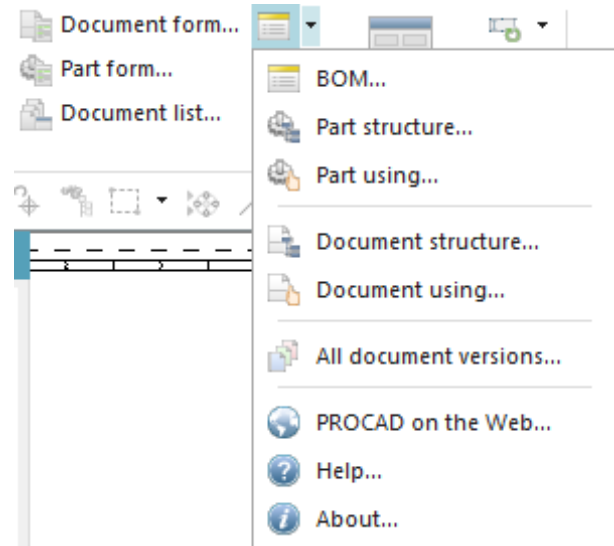 Document form...
Part form...
Document list...
BOM...
Part structure...
Part using...
Document structure...
Document using...
All document versions...
PROCAD on the Web...
Help...
About...